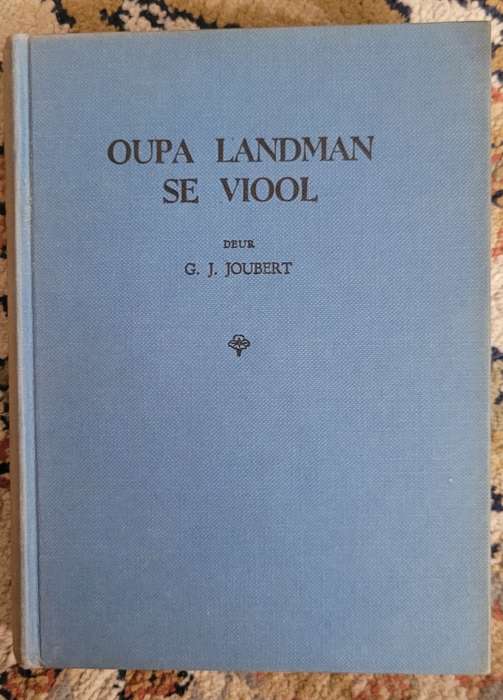 OUPA LANDMAN
SE VIOOL
DEUR
G. J. JOUBERT